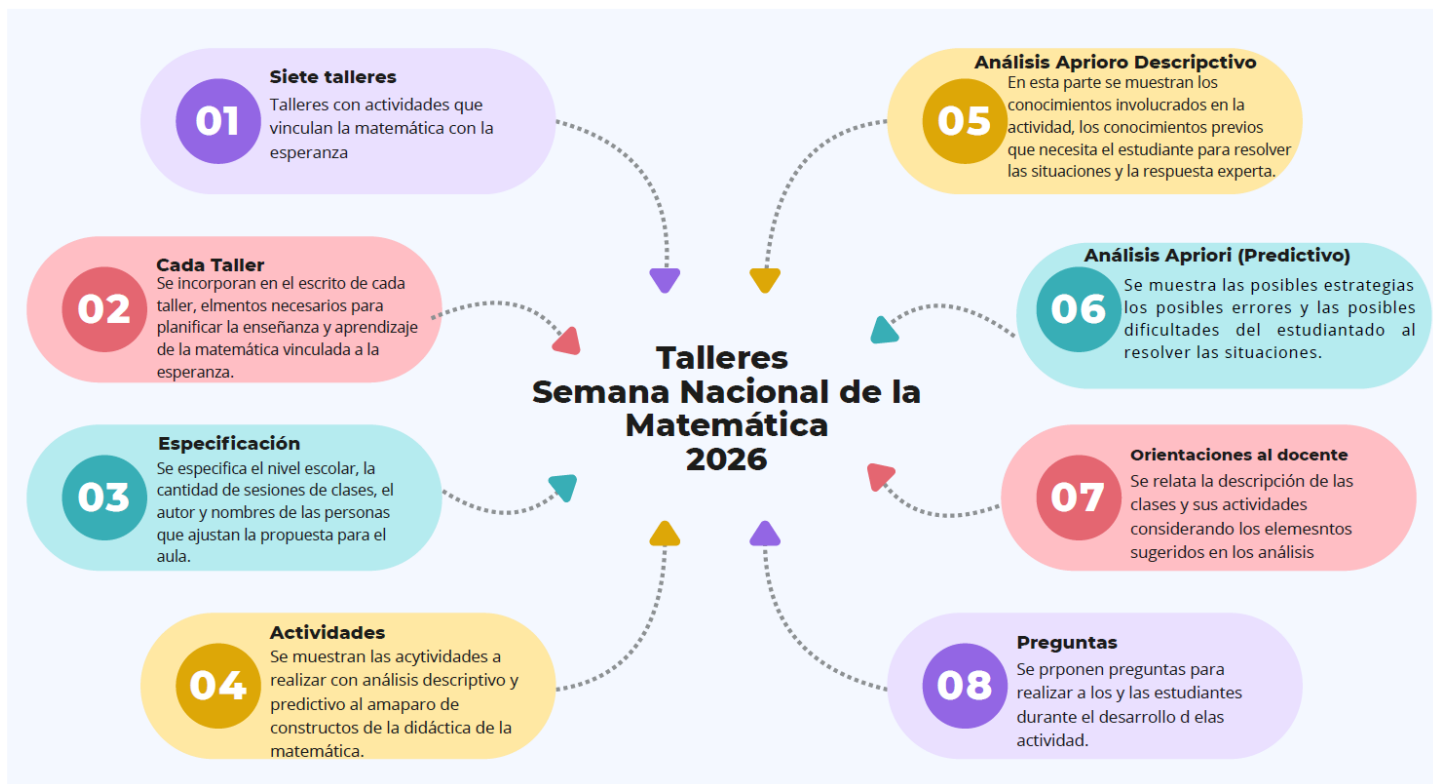 01
Siete talleres
Talleres con actividades que
vinculan la matemática con la
esperanza
02
Cada Taller
Se incorporan en el escrito de cada
taller, elmentos necesarios para
planificar la enseñanza y aprendizaje
de la matemática vinculada a la
esperanza.
03
Especificación
Se especifica el nivel escolar, la
cantidad de sesiones de clases, el
autor y nombres de las personas
que ajustan la propuesta para el
aula.
04
Actividades
Se muestran las acytividades a
realizar con análisis descriptivo y
predictivo al amaparo de
constructos de la didáctica de la
matemática.
Talleres
Semana Nacional de la
Matemática
2026
05
Análisis Aprioro Descripctivo
En esta parte se muestran los
conocimientos involucrados en la
actividad, los conocimientos previos
que necesita el estudiante para resolver
las situaciones y la respuesta experta.
06
Análisis Apriori (Predictivo)
Se muestra las posibles estrategias
los posibles errores y las posibles
dificultades del estudiantado al
resolver las situaciones.
07
Orientaciones al docente
Se relata la descripción de las
clases y sus actividades
considerando los elemesntos
sugeridos en los análisis
08
Preguntas
Se prponen preguntas para
realizar a los y las estudiantes
durante el desarrollo d elas
actividad.